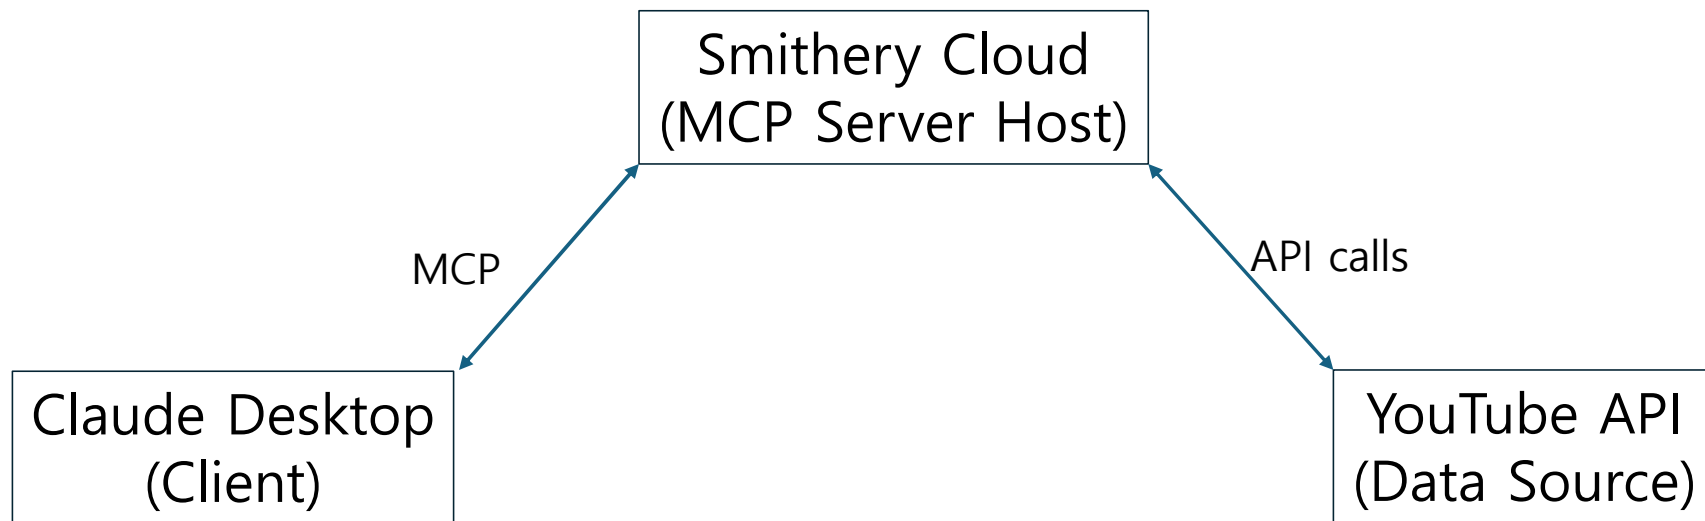 Smithery Cloud
(MCP Server Host)
MCP
API calls
Claude Desktop
(Client)
YouTube API
(Data Source)